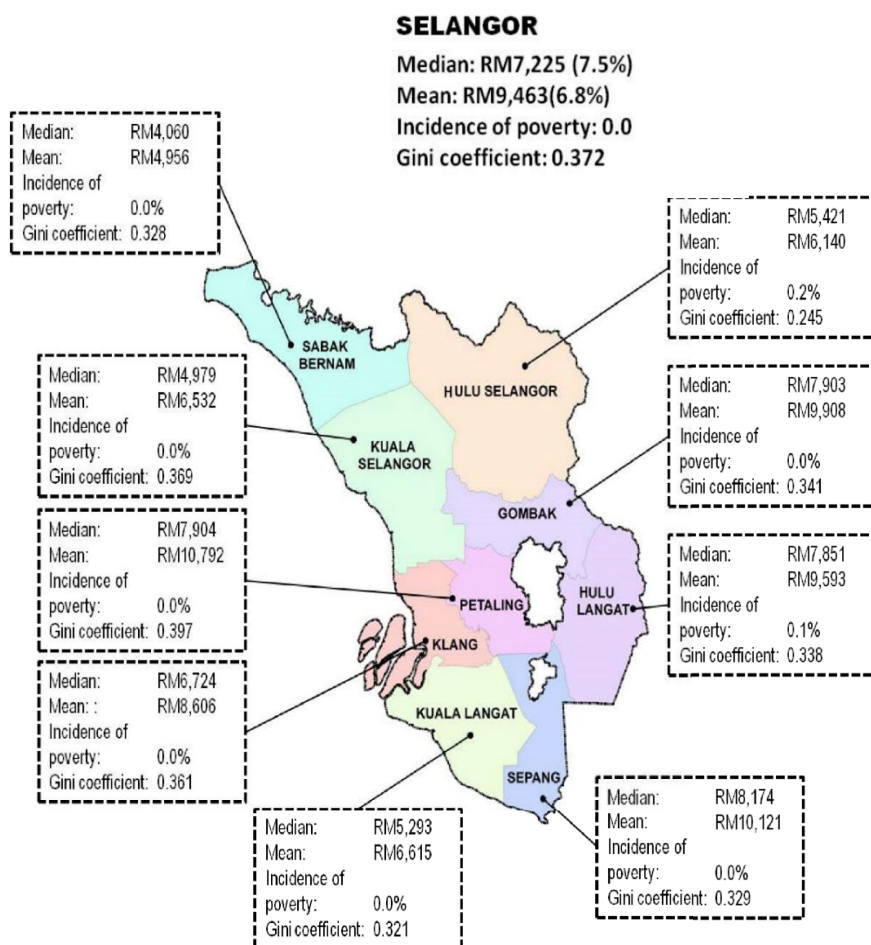 SELANGOR
Median: RM7,225 (7.5%)
Mean: RM9,463(6.8%)
Incidence of poverty: 0.0
Gini coefficient: 0.372
Median: RM4,060
Mean: RM4,956
Incidence of
poverty: 0.0%
Gini coefficient: 0.328
Median: RM5,421
Mean: RM6,140
Incidence of
poverty: 0.2%
Gini coefficient: 0.245
SABAK
BERNAM
HULU SELANGOR
Median: RM4,979
Mean: RM6,532
Incidence of
poverty: 0.0%
Gini coefficient: 0.369
Median: RM7,903
Mean: RM9,908
Incidence of
poverty: 0.0%
Gini coefficient: 0.341
KUALA
SELANGOR
GOMBAK
Median: RM7,904
Mean: RM10,792
Incidence of
poverty: 0.0%
Gini coefficient: 0.397
Median: RM7,851
Mean: RM9,593
Incidence of
poverty: 0.1%
Gini coefficient: 0.338
PETALING
HULU
LANGAT
KLANG
Median: RM6,724
Mean: : RM8,606
Incidence of
poverty: 0.0%
Gini coefficient: 0.361
KUALA LANGAT
SEPANG
Median: RM5,293
Mean: RM6,615
Incidence of
poverty: 0.0%
Gini coefficient: 0.321
Median: RM8,174
Mean: RM10,121
Incidence of
poverty: 0.0%
Gini coefficient: 0.329